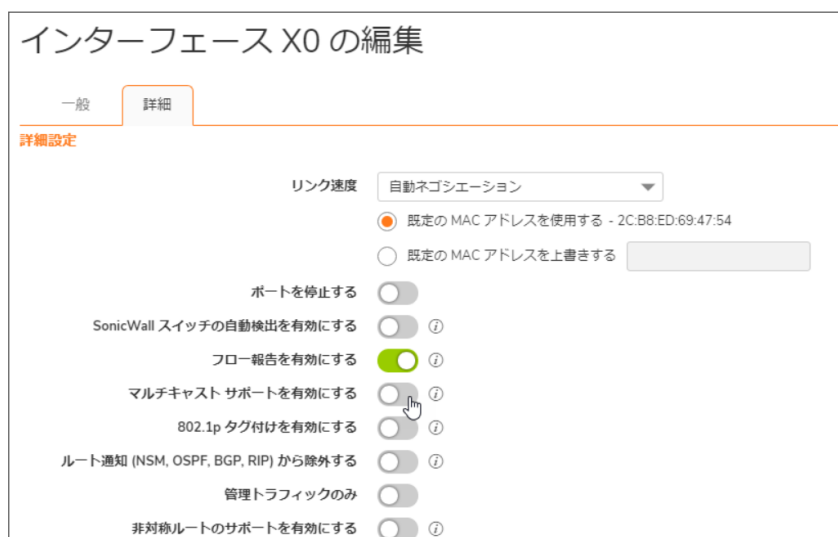 インターフェース X0 の編集
一般
詳細
詳細設定
リンク速度
自動ネゴシエーション
既定の MAC アドレスを使用する - 2C:B8:ED:69:47:54
既定の MAC アドレスを上書きする
ポートを停止する
SonicWall スイッチの自動検出を有効にする
フロー報告を有効にする
マルチキャスト サポートを有効にする
802.1p タグ付けを有効にする
ルート通知 (NSM, OSPF, BGP, RIP) から除外する
管理トラフィックのみ
非対称ルートのサポートを有効にする